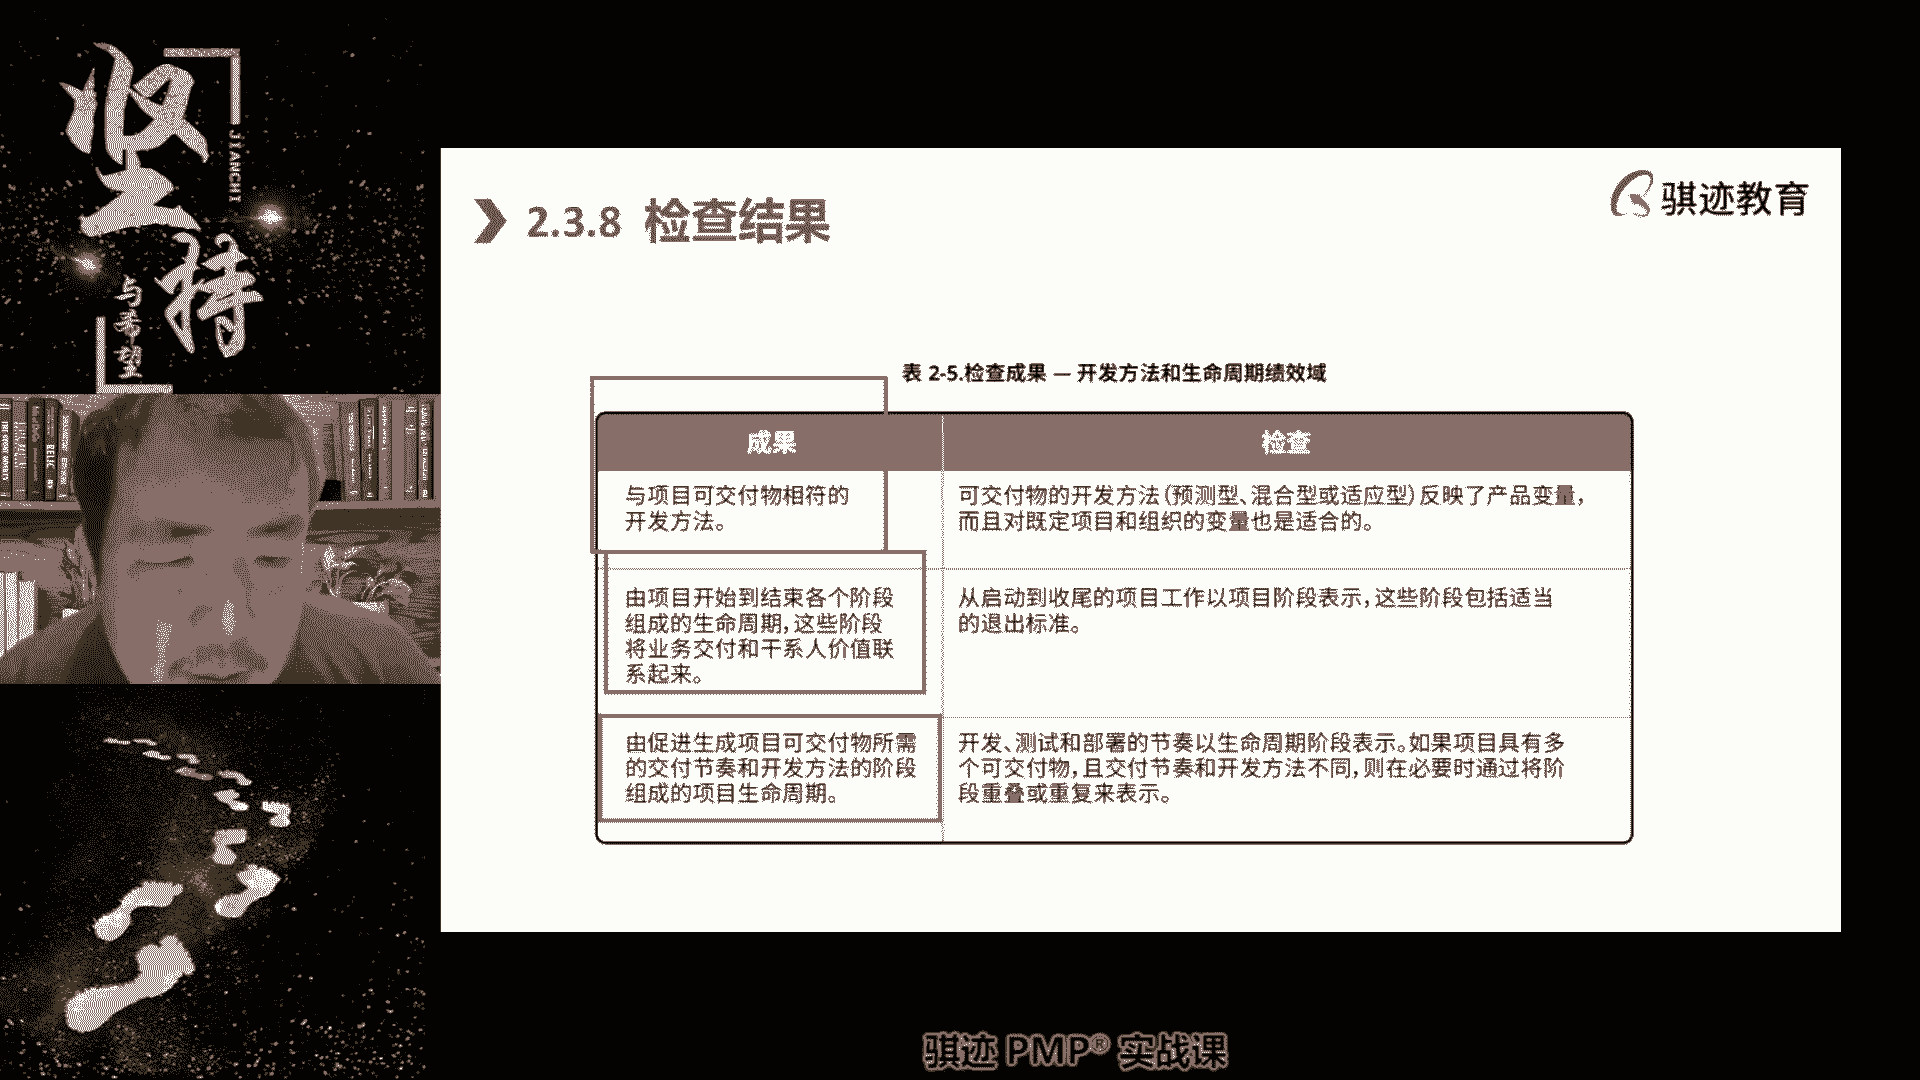 坚持
JIANCHI
与希望
2.3.8 检查结果
骐迹教育
表 2-5.检查成果 — 开发方法和生命周期绩效域
成果
检查
与项目可交付物相符的
开发方法。
可交付物的开发方法（预测型、混合型或适应型）反映了产品变量，
而且对既定项目和组织的变量也是适合的。
由项目开始到结束各个阶段
组成的生命周期，这些阶段
将业务交付和干系人价值联
系起来。
从启动到收尾的项目工作以项目阶段表示，这些阶段包括适当
的退出标准。
由促进生成项目可交付物所需
的交付节奏和开发方法的阶段
组成的项目生命周期。
开发、测试和部署的节奏以生命周期阶段表示。如果项目具有多
个可交付物，且交付节奏和开发方法不同，则在必要时通过将阶
段重叠或重复来表示。
骐迹 PMP® 实战课